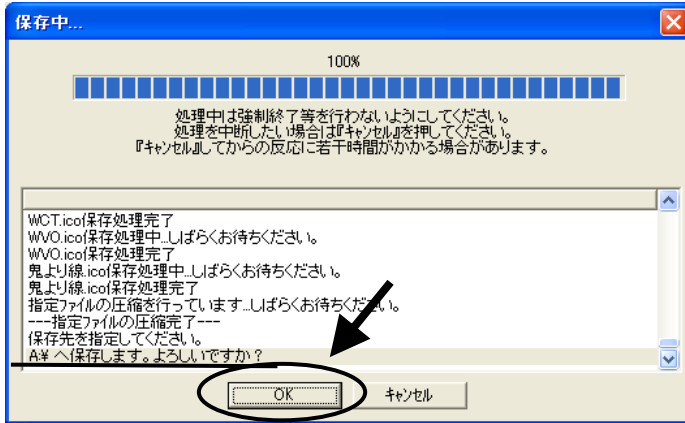 保存中...
100%
処理中は強制終了等を行わないようにしてください。
処理を中断したい場合は『ｷｬﾝｾﾙ』を押してください。
『ｷｬﾝｾﾙ』してからの反応に若干時間がかかる場合があります。
WCT.ico保存処理完了
WVO.ico保存処理中...しばらくお待ちください。
WVO.ico保存処理完了
鬼より線.ico保存処理中...しばらくお待ちください。
鬼より線.ico保存処理完了
指定ﾌｧｲﾙの圧縮を行っています...しばらくお待ちください。
---指定ﾌｧｲﾙの圧縮完了---
保存先を指定してください。
A:¥ へ保存します。よろしいですか？
OK
ｷｬﾝｾﾙ